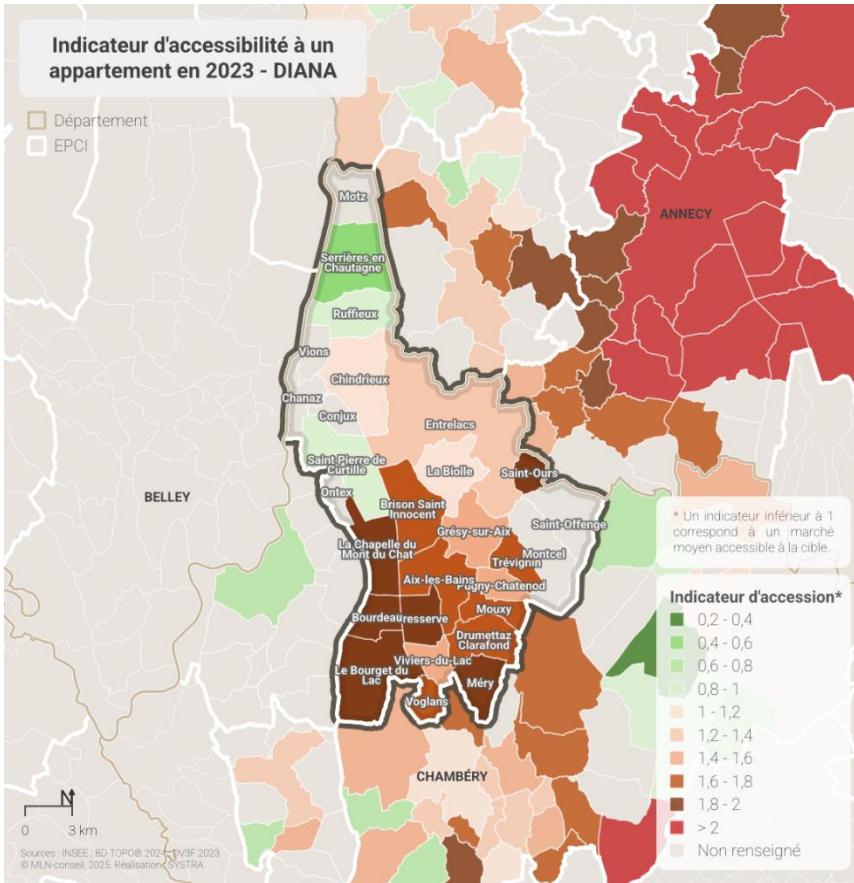 Indicateur d'accessibilité à un
appartement en 2023 - DIANA
Département
EPCI
Motz
ANNECY
Serrières en
Chautagne
Ruffieux
Vions
Chindrieux
Chanaz
Conjux
Entrelacs
Saint Pierre de
Curtille
La Biolle
Saint-Ours
Ontex
BELLEY
Brison Saint
Innocent
Saint-Offenge
Grésy-sur-Aix
La Chapelle du
Mont du Chat
Montcel
Trévignin
Aix-les-Bains
Pugny-Chatenod
Mouxy
Bourdeau
resserve
Drumettaz
Clarafond
Viviers-du-Lac
Le Bourget du
Lac
Méry
Voglans
CHAMBÉRY
* Un indicateur inférieur à 1
correspond à un marché
moyen accessible à la cible.
Indicateur d'accession*
0,2 - 0,4
0,4 - 0,6
0,6 - 0,8
0,8 - 1
1 - 1,2
1,2 - 1,4
1,4 - 1,6
1,6 - 1,8
1,8 - 2
> 2
Non renseigné
N
0 3 km
Sources : INSEE ; BD TOPO® 2024 ; DV3F 2023
© MLN-conseil, 2025. Réalisation : SYSTRA